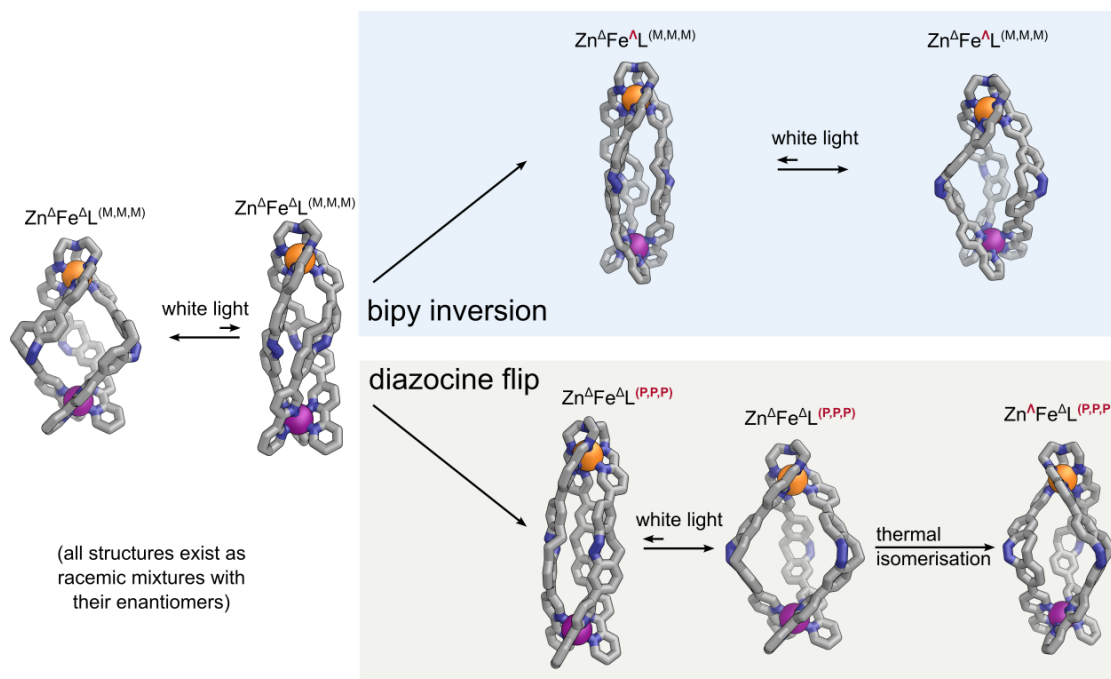 Zn^ΔFe^ΛL^(M,M,M)
Zn^ΔFe^ΛL^(M,M,M)
white light
bipy inversion
Zn^ΔFe^ΔL^(M,M,M)
Zn^ΔFe^ΔL^(M,M,M)
white light
diazocine flip
Zn^ΔFe^ΔL^(P,P,P)
Zn^ΔFe^ΔL^(P,P,P)
Zn^ΛFe^ΔL^(P,P,P
white light
thermal
isomerisation
(all structures exist as
racemic mixtures with
their enantiomers)